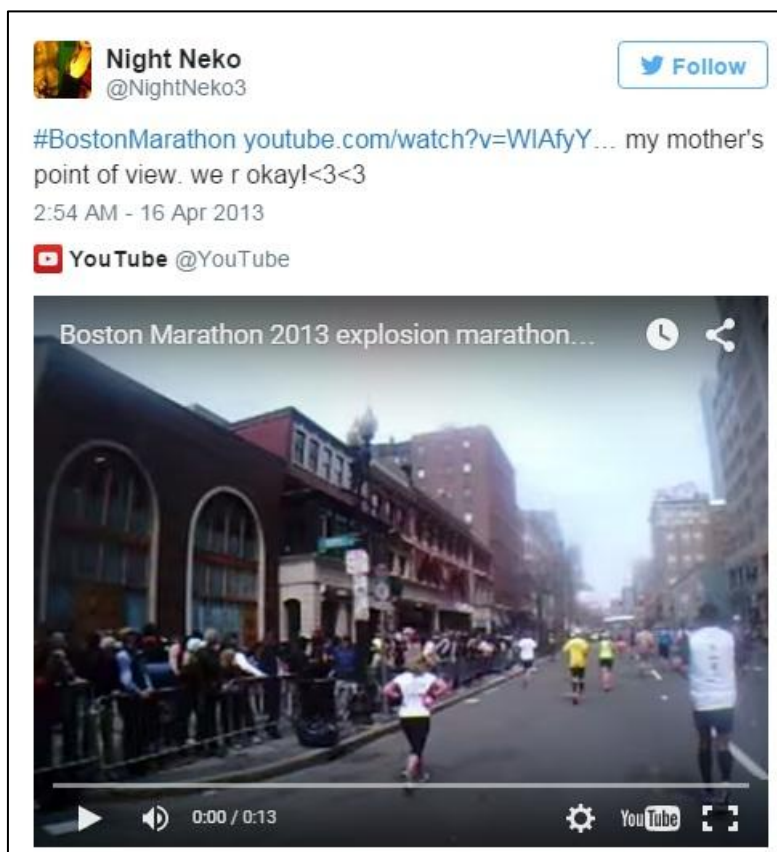 Night Neko
@NightNeko3
Follow
#BostonMarathon youtube.com/watch?v=WIAfyY… my mother's
point of view. we r okay!<3<3
2:54 AM - 16 Apr 2013
YouTube @YouTube
Boston Marathon 2013 explosion marathon...
0:00 / 0:13
YouTube